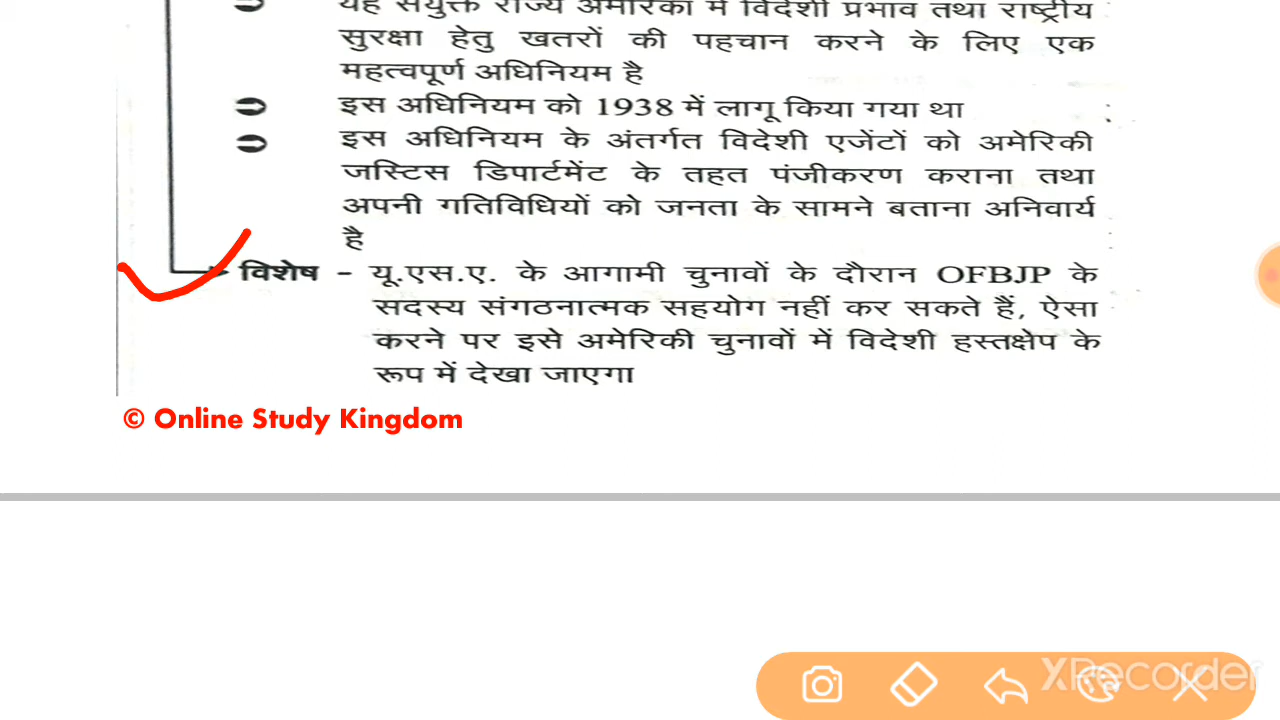 यह संयुक्त राज्य अमेरिका में विदेशी प्रभाव तथा राष्ट्रीय
सुरक्षा हेतु खतरों की पहचान करने के लिए एक
महत्वपूर्ण अधिनियम है
इस अधिनियम को 1938 में लागू किया गया था
इस अधिनियम के अंतर्गत विदेशी एजेंटों को अमेरिकी
जस्टिस डिपार्टमेंट के तहत पंजीकरण कराना तथा
अपनी गतिविधियों को जनता के सामने बताना अनिवार्य
है
विशेष - यू.एस.ए. के आगामी चुनावों के दौरान OFBJP के
सदस्य संगठनात्मक सहयोग नहीं कर सकते हैं, ऐसा
करने पर इसे अमेरिकी चुनावों में विदेशी हस्तक्षेप के
रूप में देखा जाएगा
© Online Study Kingdom
XRecorder